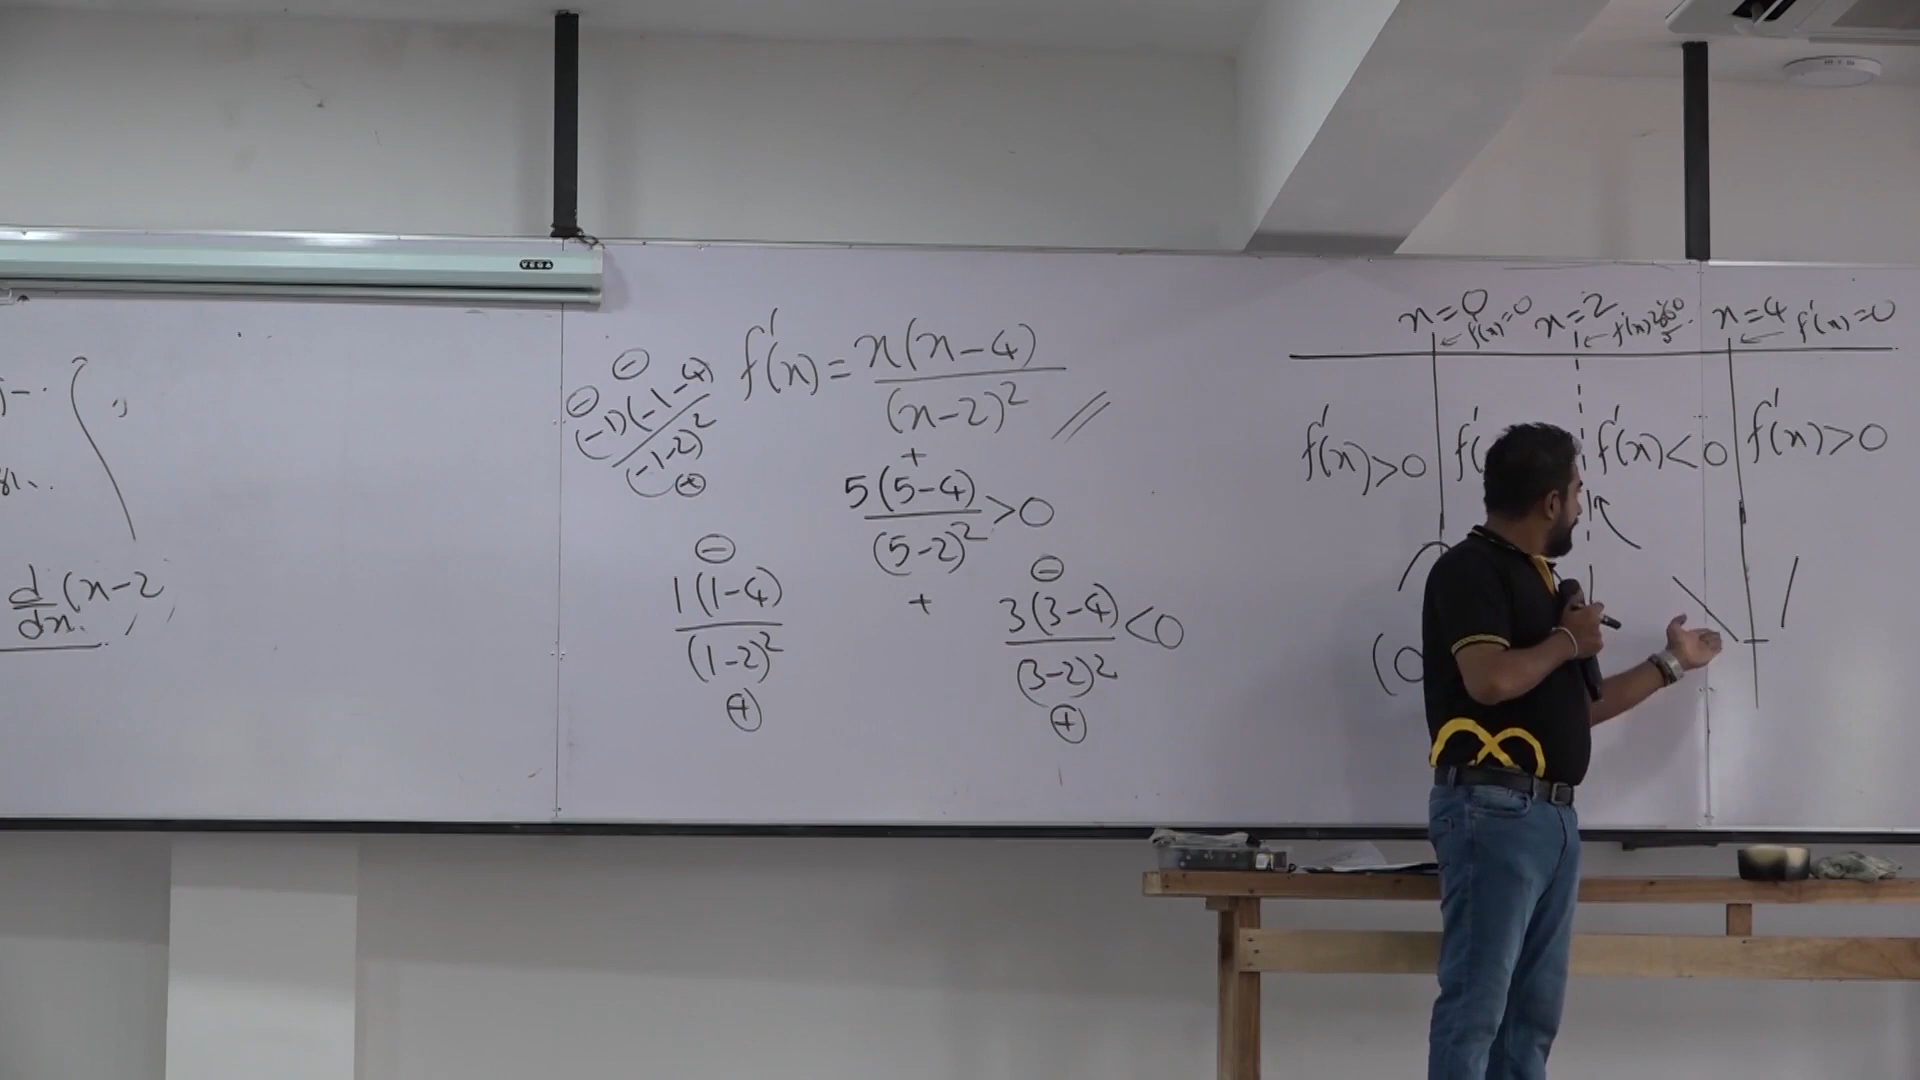 VEGA
d/dx (x-2)
f'(x) = x(x-4)/(x-2)²
(-1)(-1-4)/(-1-2)²
5(5-4)/(5-2)² > 0
1(1-4)/(1-2)²
3(3-4)/(3-2)² < 0
x=0 x=2 x=4
f'(x)=0 f'(x) f'(x)=0
f'(x)>0 f' f'(x)<0 f'(x)>0
(0